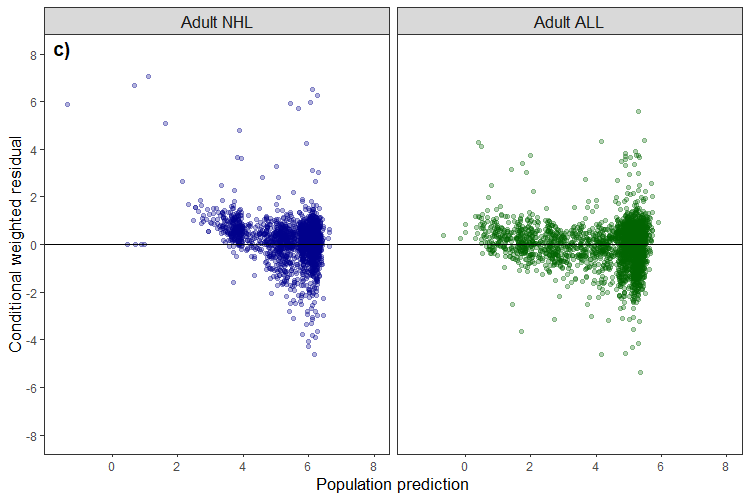 Adult NHL
Adult ALL
c)
Conditional weighted residual
8
6
4
2
0
-2
-4
-6
-8
0 2 4 6 8
0 2 4 6 8
Population prediction